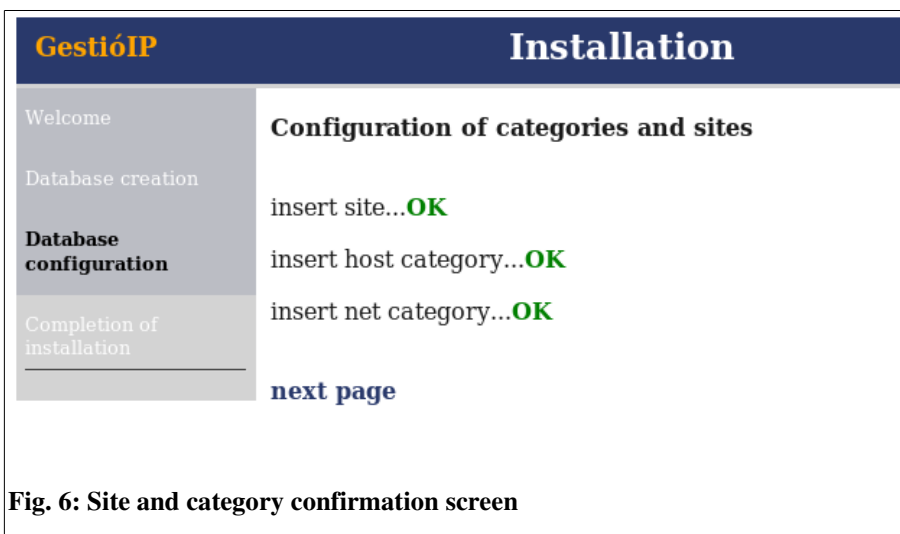 GestióIP
Installation
Welcome
Database creation
Database
configuration
Completion of
installation
Configuration of categories and sites
insert site...OK
insert host category...OK
insert net category...OK
next page
Fig. 6: Site and category confirmation screen